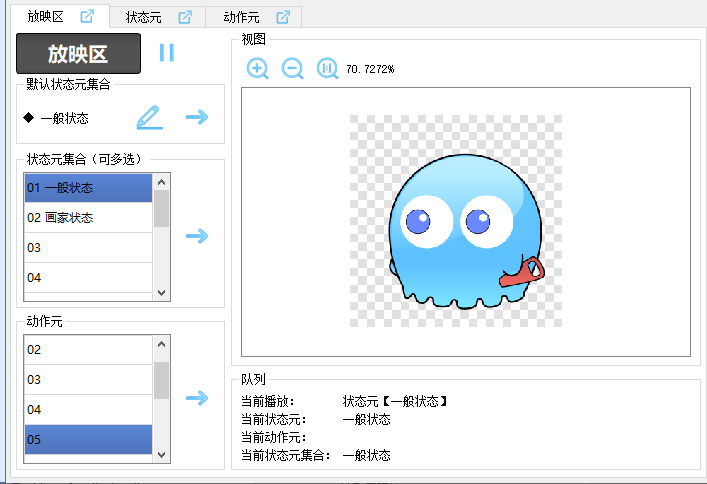 放映区
状态元
动作元
放映区
默认状态元集合
◆ 一般状态
状态元集合（可多选）
01 一般状态
02 画家状态
03
04
动作元
02
03
04
05
视图
1:1
70.7272%
队列
当前播放： 状态元【一般状态】
当前状态元： 一般状态
当前动作元：
当前状态元集合： 一般状态